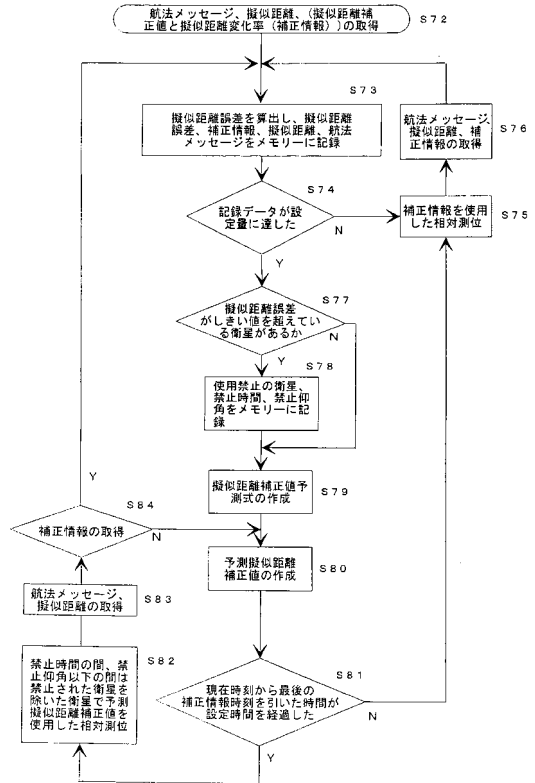 航法メッセージ、擬似距離、(擬似距離補
正値と擬似距離変化率(補正情報))の取得
S72
S73
擬似距離誤差を算出し、擬似距離
誤差、補正情報、擬似距離、航法
メッセージをメモリーに記録
航法メッセージ、
擬似距離、補
正情報の取得
S76
S74
記録データが設
定量に達した
N
Y
補正情報を使用
した相対測位
S75
S77
擬似距離誤差
がしきい値を超えてい
る衛星があるか
N
Y
S78
使用禁止の衛星、
禁止時間、禁止仰
角をメモリーに記
録
擬似距離補正値予
測式の作成
S79
Y
S84
補正情報の取得
N
予測擬似距離
補正値の作成
S80
航法メッセージ、
擬似距離の取得
S83
禁止時間の間、禁
止仰角以下の間は
禁止された衛星を
除いた衛星で予測
擬似距離補正値を
使用した相対測位
S82
S81
現在時刻から最後の
補正情報時刻を引いた時間が
設定時間を経過した
N
Y